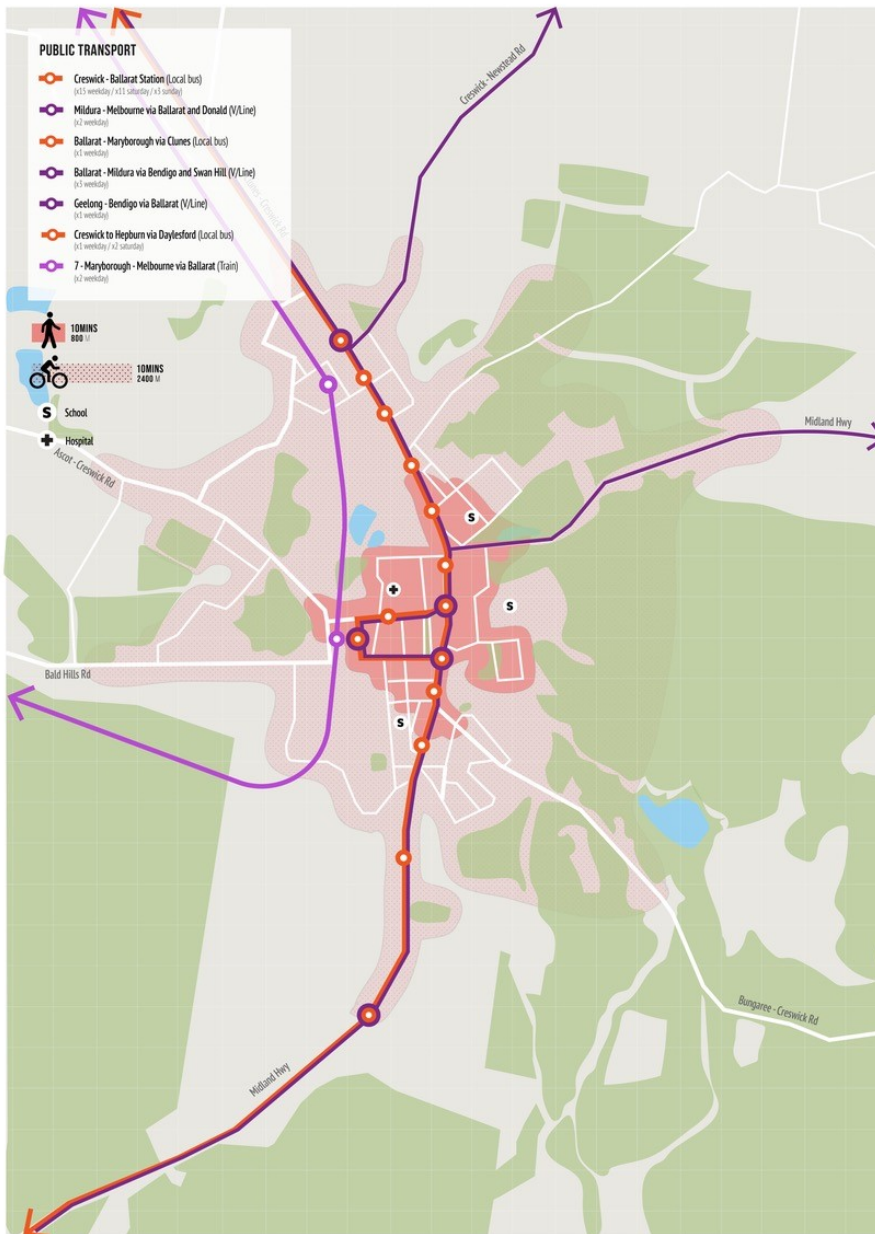 PUBLIC TRANSPORT
Creswick - Ballarat Station (Local bus)
(x15 weekday / x11 saturday / x3 sunday)
Mildura - Melbourne via Ballarat and Donald (V/Line)
(x2 weekday)
Ballarat - Maryborough via Clunes (Local bus)
(x1 weekday)
Ballarat - Mildura via Bendigo and Swan Hill (V/Line)
(x3 weekday)
Geelong - Bendigo via Ballarat (V/Line)
(x1 weekday)
Creswick to Hepburn via Daylesford (Local bus)
(x1 weekday / x2 saturday)
7 - Maryborough - Melbourne via Ballarat (Train)
(x2 weekday)
10MINS
800 M
10MINS
2400 M
S School
Hospital
Creswick - Newstead Rd
Midland Hwy
Ascot - Creswick Rd
S
S
Bald Hills Rd
S
Bungaree - Creswick Rd
Midland Hwy